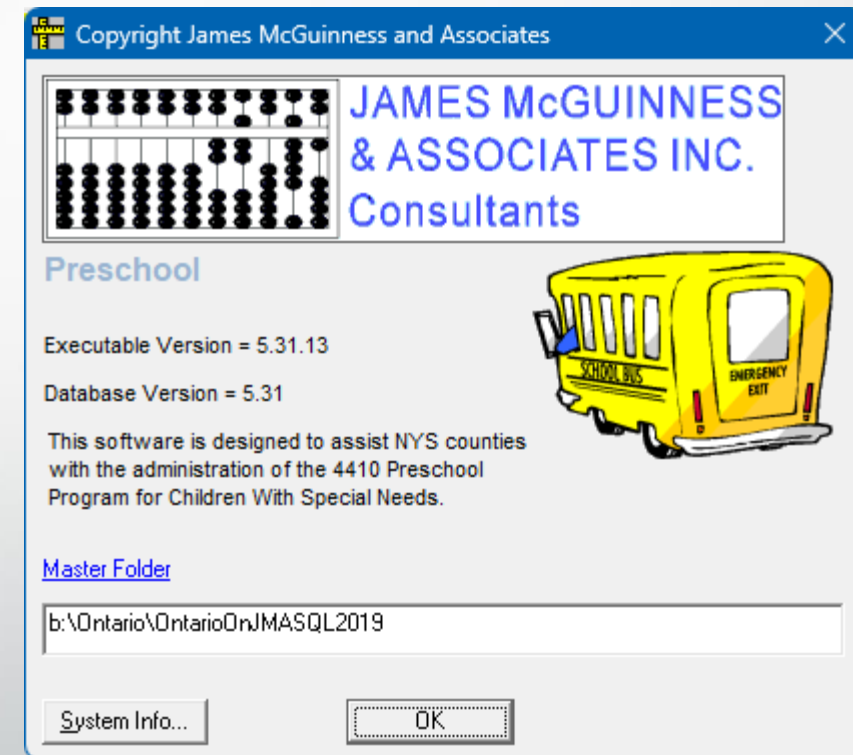 Copyright James McGuinness and Associates
JAMES McGUINNESS
& ASSOCIATES INC.
Consultants
Preschool
Executable Version = 5.31.13
Database Version = 5.31
This software is designed to assist NYS counties
with the administration of the 4410 Preschool
Program for Children With Special Needs.
SCHOOL BUS
EMERGENCY
EXIT
Master Folder
b:\Ontario\OntarioOnJMASQL2019
System Info...
OK